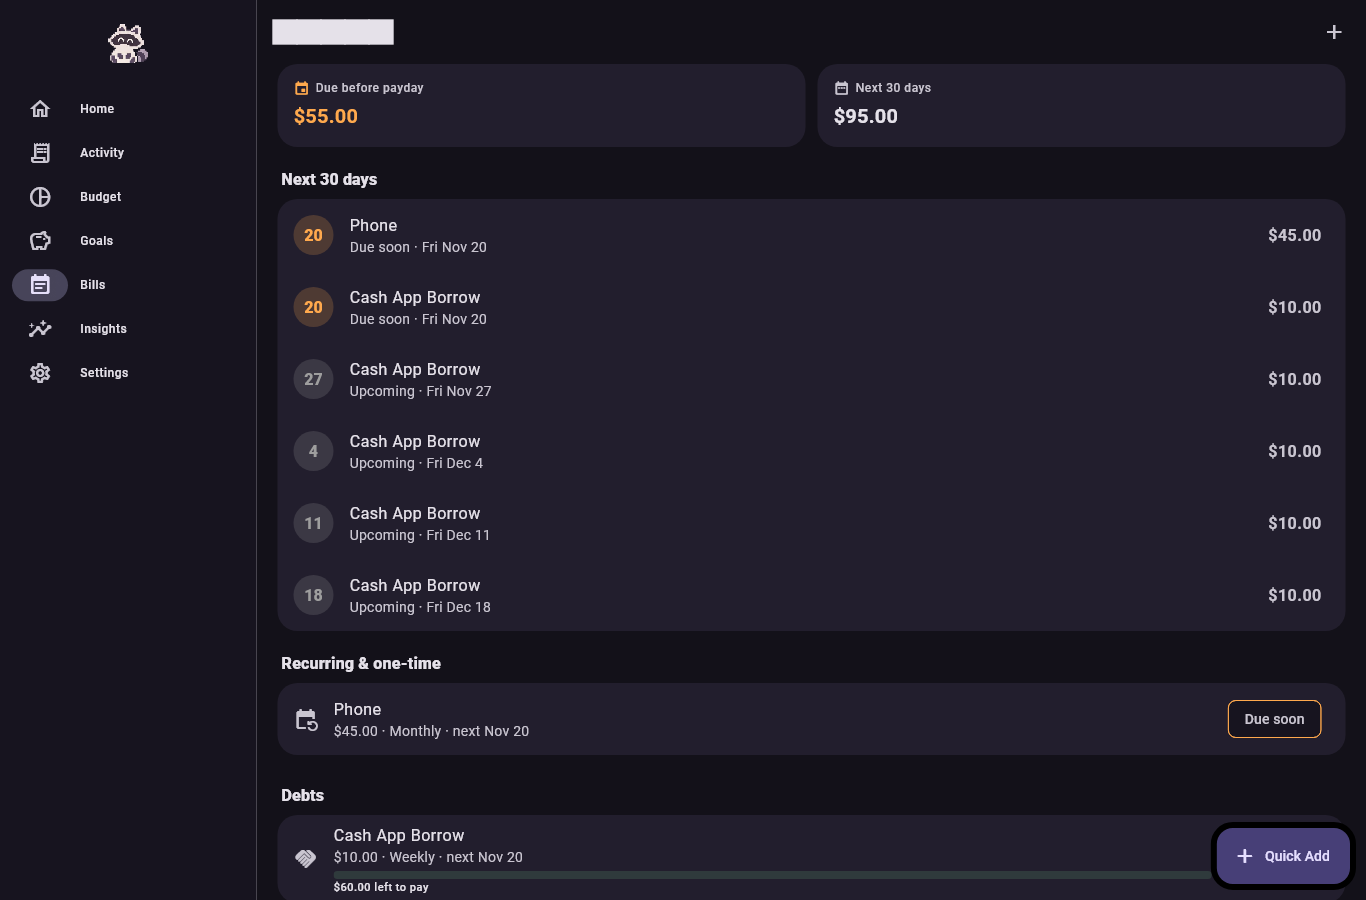 Home
Activity
Budget
Goals
Bills
Insights
Settings
Due before payday
$55.00
Next 30 days
$95.00
Next 30 days
20
Phone
Due soon · Fri Nov 20
$45.00
20
Cash App Borrow
Due soon · Fri Nov 20
$10.00
27
Cash App Borrow
Upcoming · Fri Nov 27
$10.00
4
Cash App Borrow
Upcoming · Fri Dec 4
$10.00
11
Cash App Borrow
Upcoming · Fri Dec 11
$10.00
18
Cash App Borrow
Upcoming · Fri Dec 18
$10.00
Recurring & one-time
Phone
$45.00 · Monthly · next Nov 20
Due soon
Debts
Cash App Borrow
$10.00 · Weekly · next Nov 20
$60.00 left to pay
Quick Add